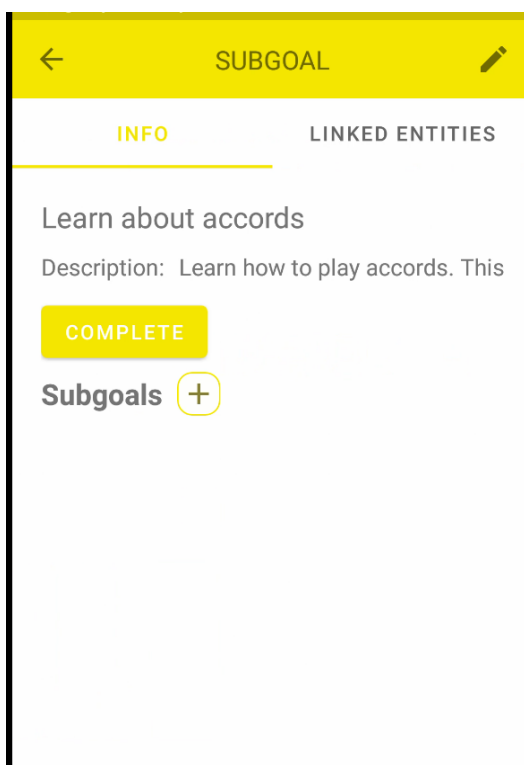 SUBGOAL
INFO LINKED ENTITIES
Learn about accords
Description: Learn how to play accords. This
COMPLETE
Subgoals +